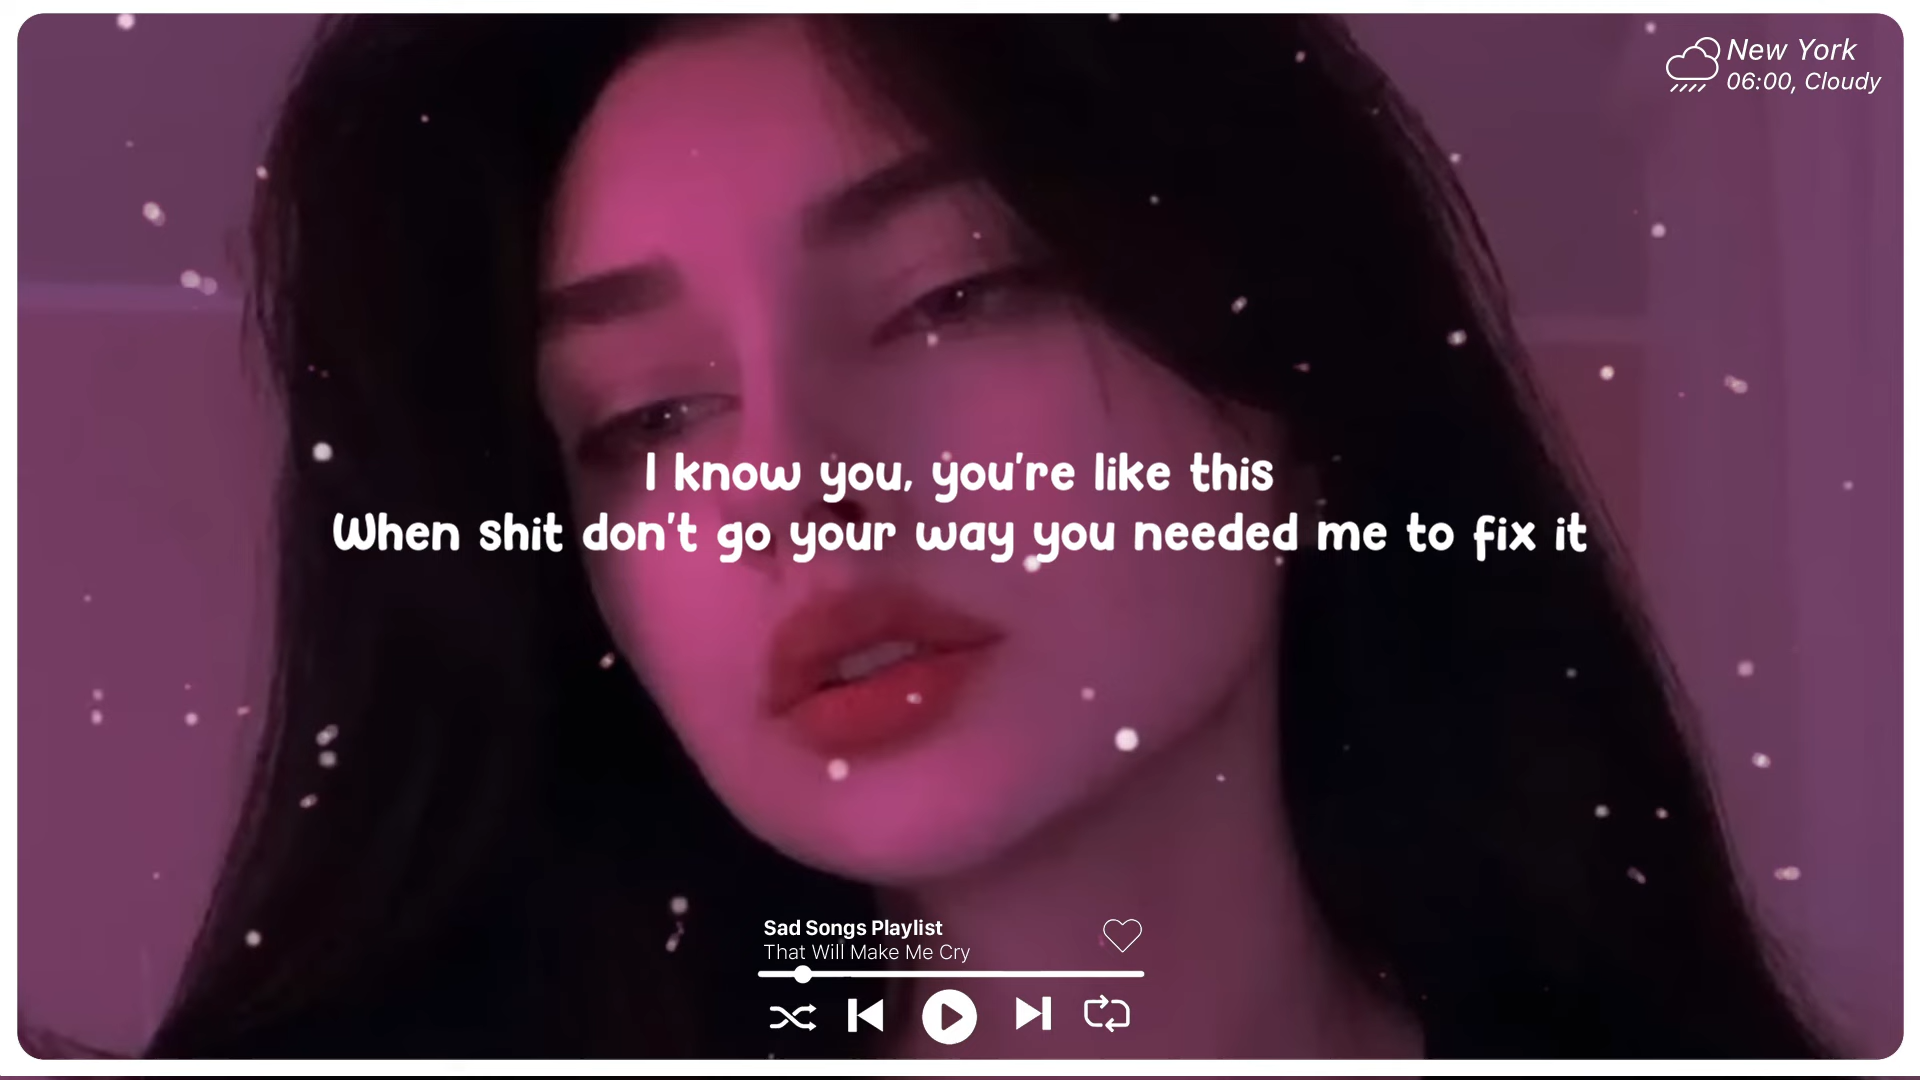 New York
06:00, Cloudy
I know you, you're like this
When shit don't go your way you needed me to fix it
Sad Songs Playlist
That Will Make Me Cry